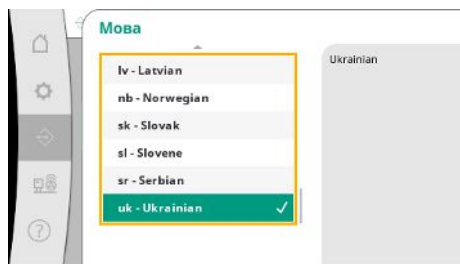 Мова
lv - Latvian
nb - Norwegian
sk - Slovak
sl - Slovene
sr - Serbian
uk - Ukrainian
Ukrainian